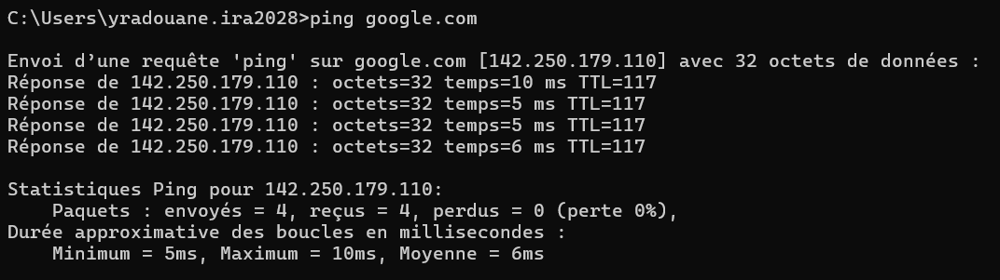 C:\Users\yradouane.ira2028>ping google.com
Envoi d’une requête 'ping' sur google.com [142.250.179.110] avec 32 octets de données :
Réponse de 142.250.179.110 : octets=32 temps=10 ms TTL=117
Réponse de 142.250.179.110 : octets=32 temps=5 ms TTL=117
Réponse de 142.250.179.110 : octets=32 temps=5 ms TTL=117
Réponse de 142.250.179.110 : octets=32 temps=6 ms TTL=117
Statistiques Ping pour 142.250.179.110:
    Paquets : envoyés = 4, reçus = 4, perdus = 0 (perte 0%),
Durée approximative des boucles en millisecondes :
    Minimum = 5ms, Maximum = 10ms, Moyenne = 6ms